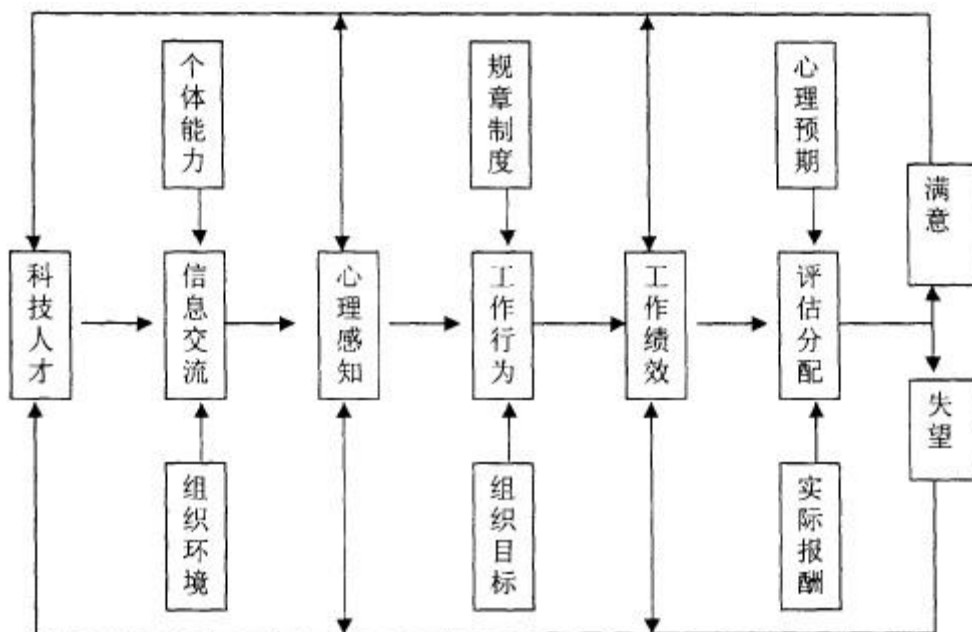 个体能力
规章制度
心理预期
满意
科技人才
信息交流
心理感知
工作行为
工作绩效
评估分配
失望
组织环境
组织目标
实际报酬